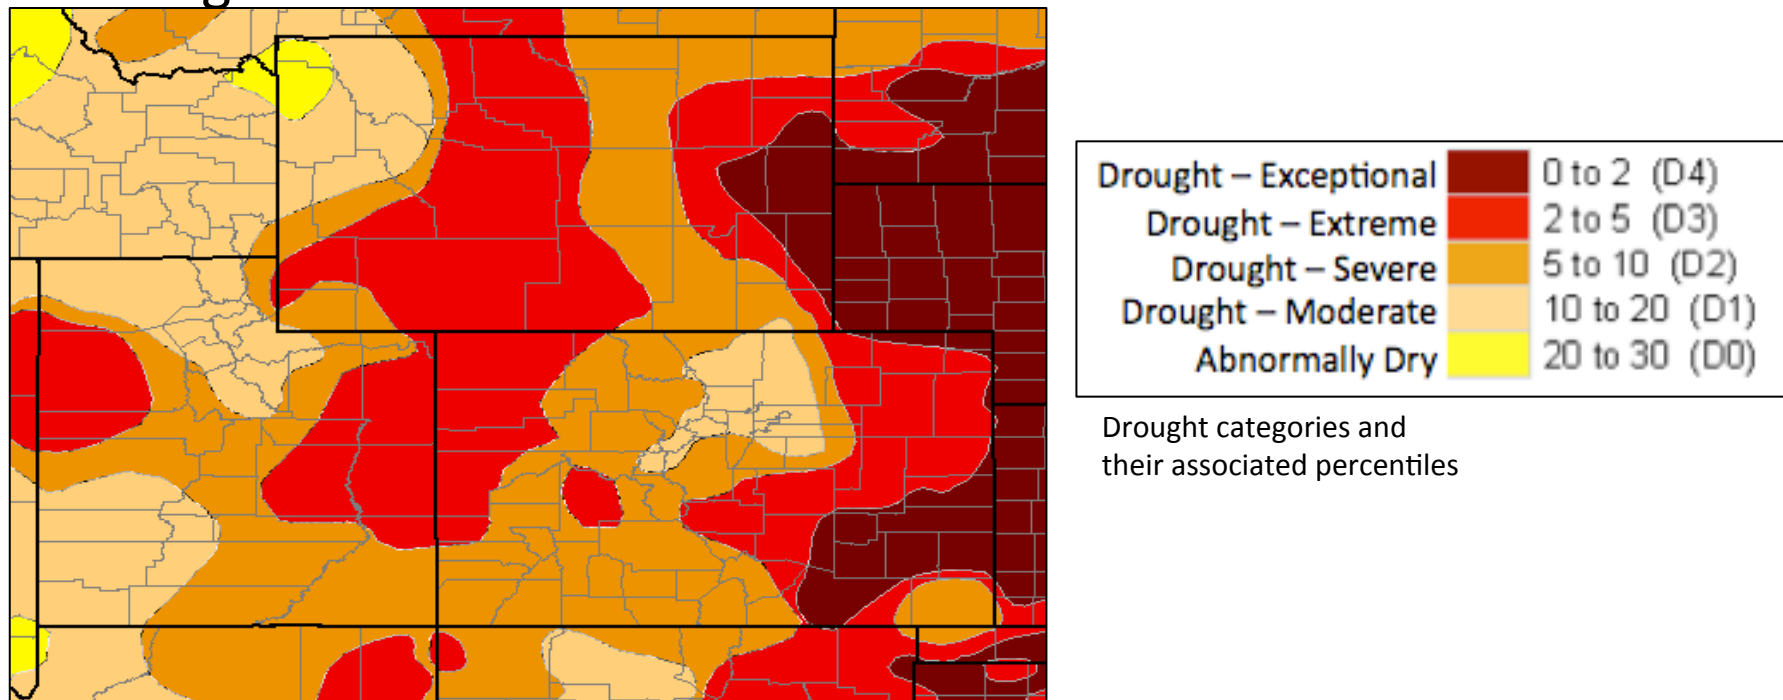 Drought – Exceptional 0 to 2 (D4)
Drought – Extreme 2 to 5 (D3)
Drought – Severe 5 to 10 (D2)
Drought – Moderate 10 to 20 (D1)
Abnormally Dry 20 to 30 (D0)
Drought categories and
their associated percentiles